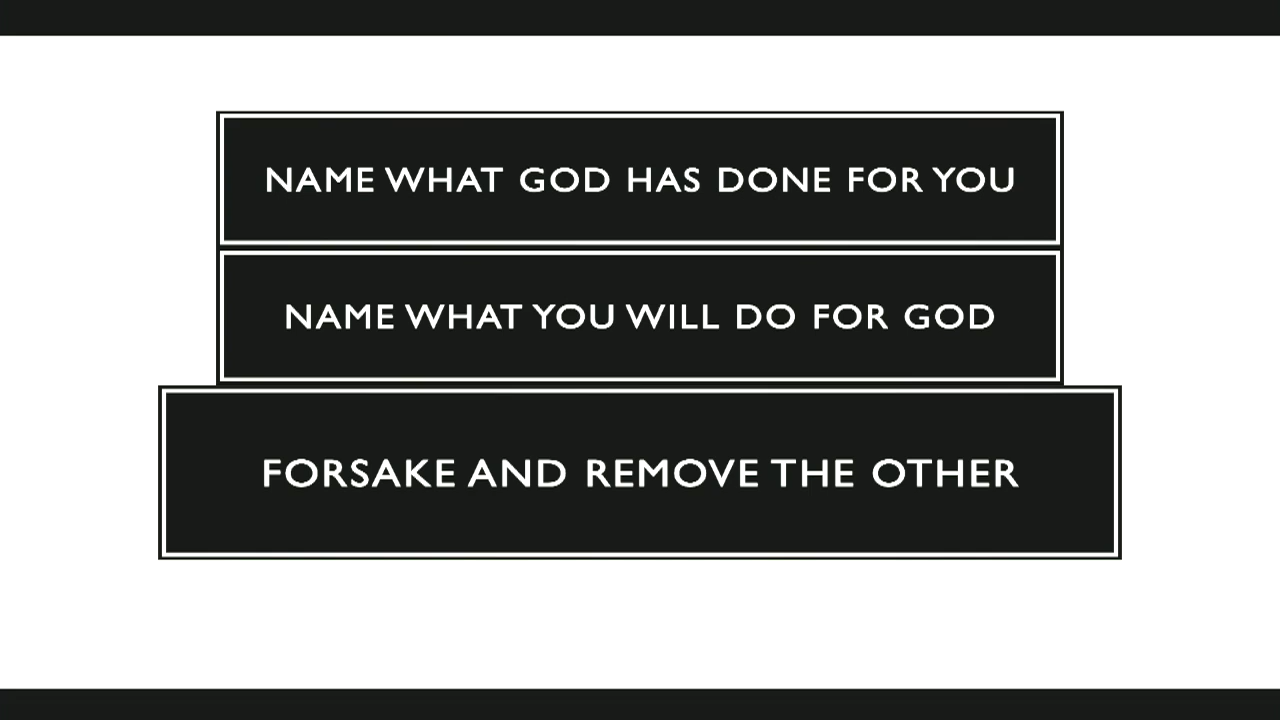 NAME WHAT GOD HAS DONE FOR YOU
NAME WHAT YOU WILL DO FOR GOD
FORSAKE AND REMOVE THE OTHER